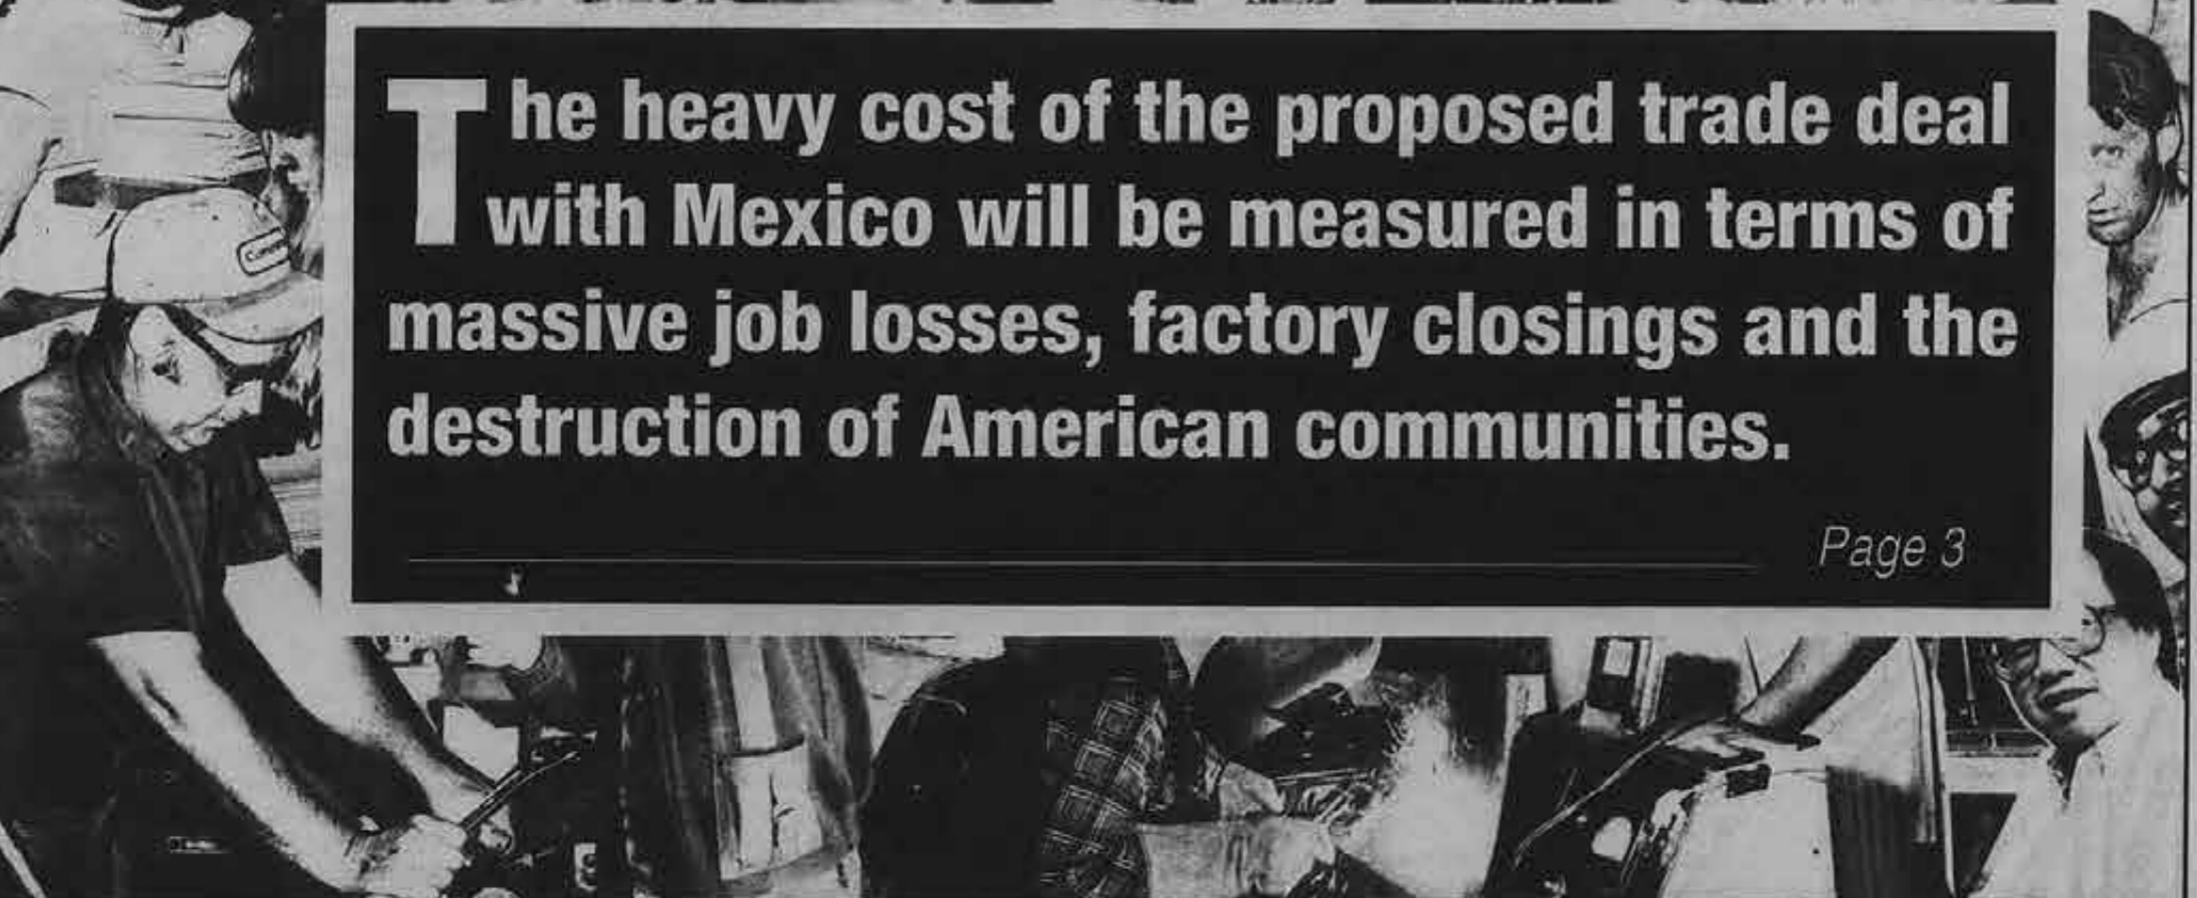 The heavy cost of the proposed trade deal
with Mexico will be measured in terms of
massive job losses, factory closings and the
destruction of American communities.
Page 3